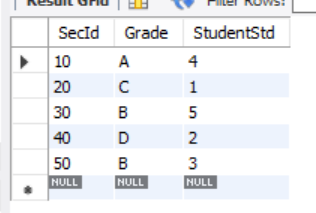 Result Grid Filter Rows:
SecId Grade StudentStd
10 A 4
20 C 1
30 B 5
40 D 2
50 B 3
NULL NULL NULL